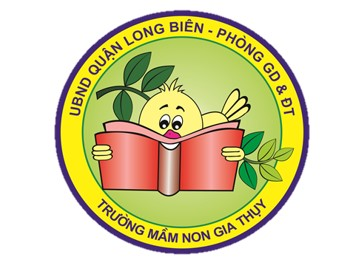 UBND QUẬN LONG BIÊN - PHÒNG GD & ĐT
TRƯỜNG MẦM NON GIA THỤY